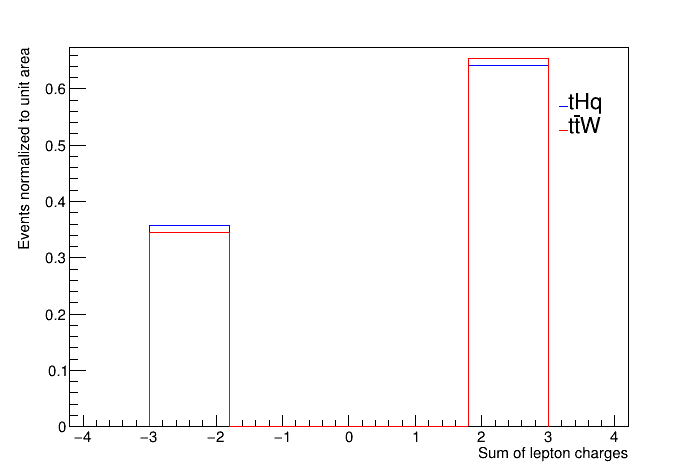 Events normalized to unit area
0.6
0.5
0.4
0.3
0.2
0.1
0
tHq
tt̄W
−4 −3 −2 −1 0 1 2 3 4
Sum of lepton charges